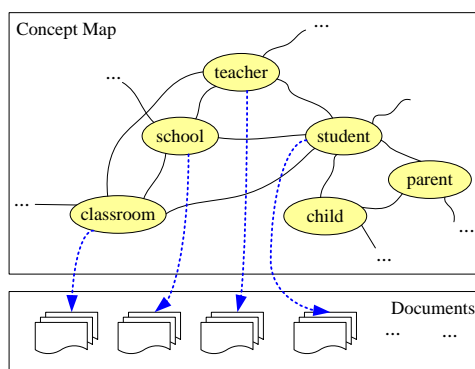 Concept Map
...
teacher
...
...
school
student
parent
classroom
child
...
...
...
Documents
... ...